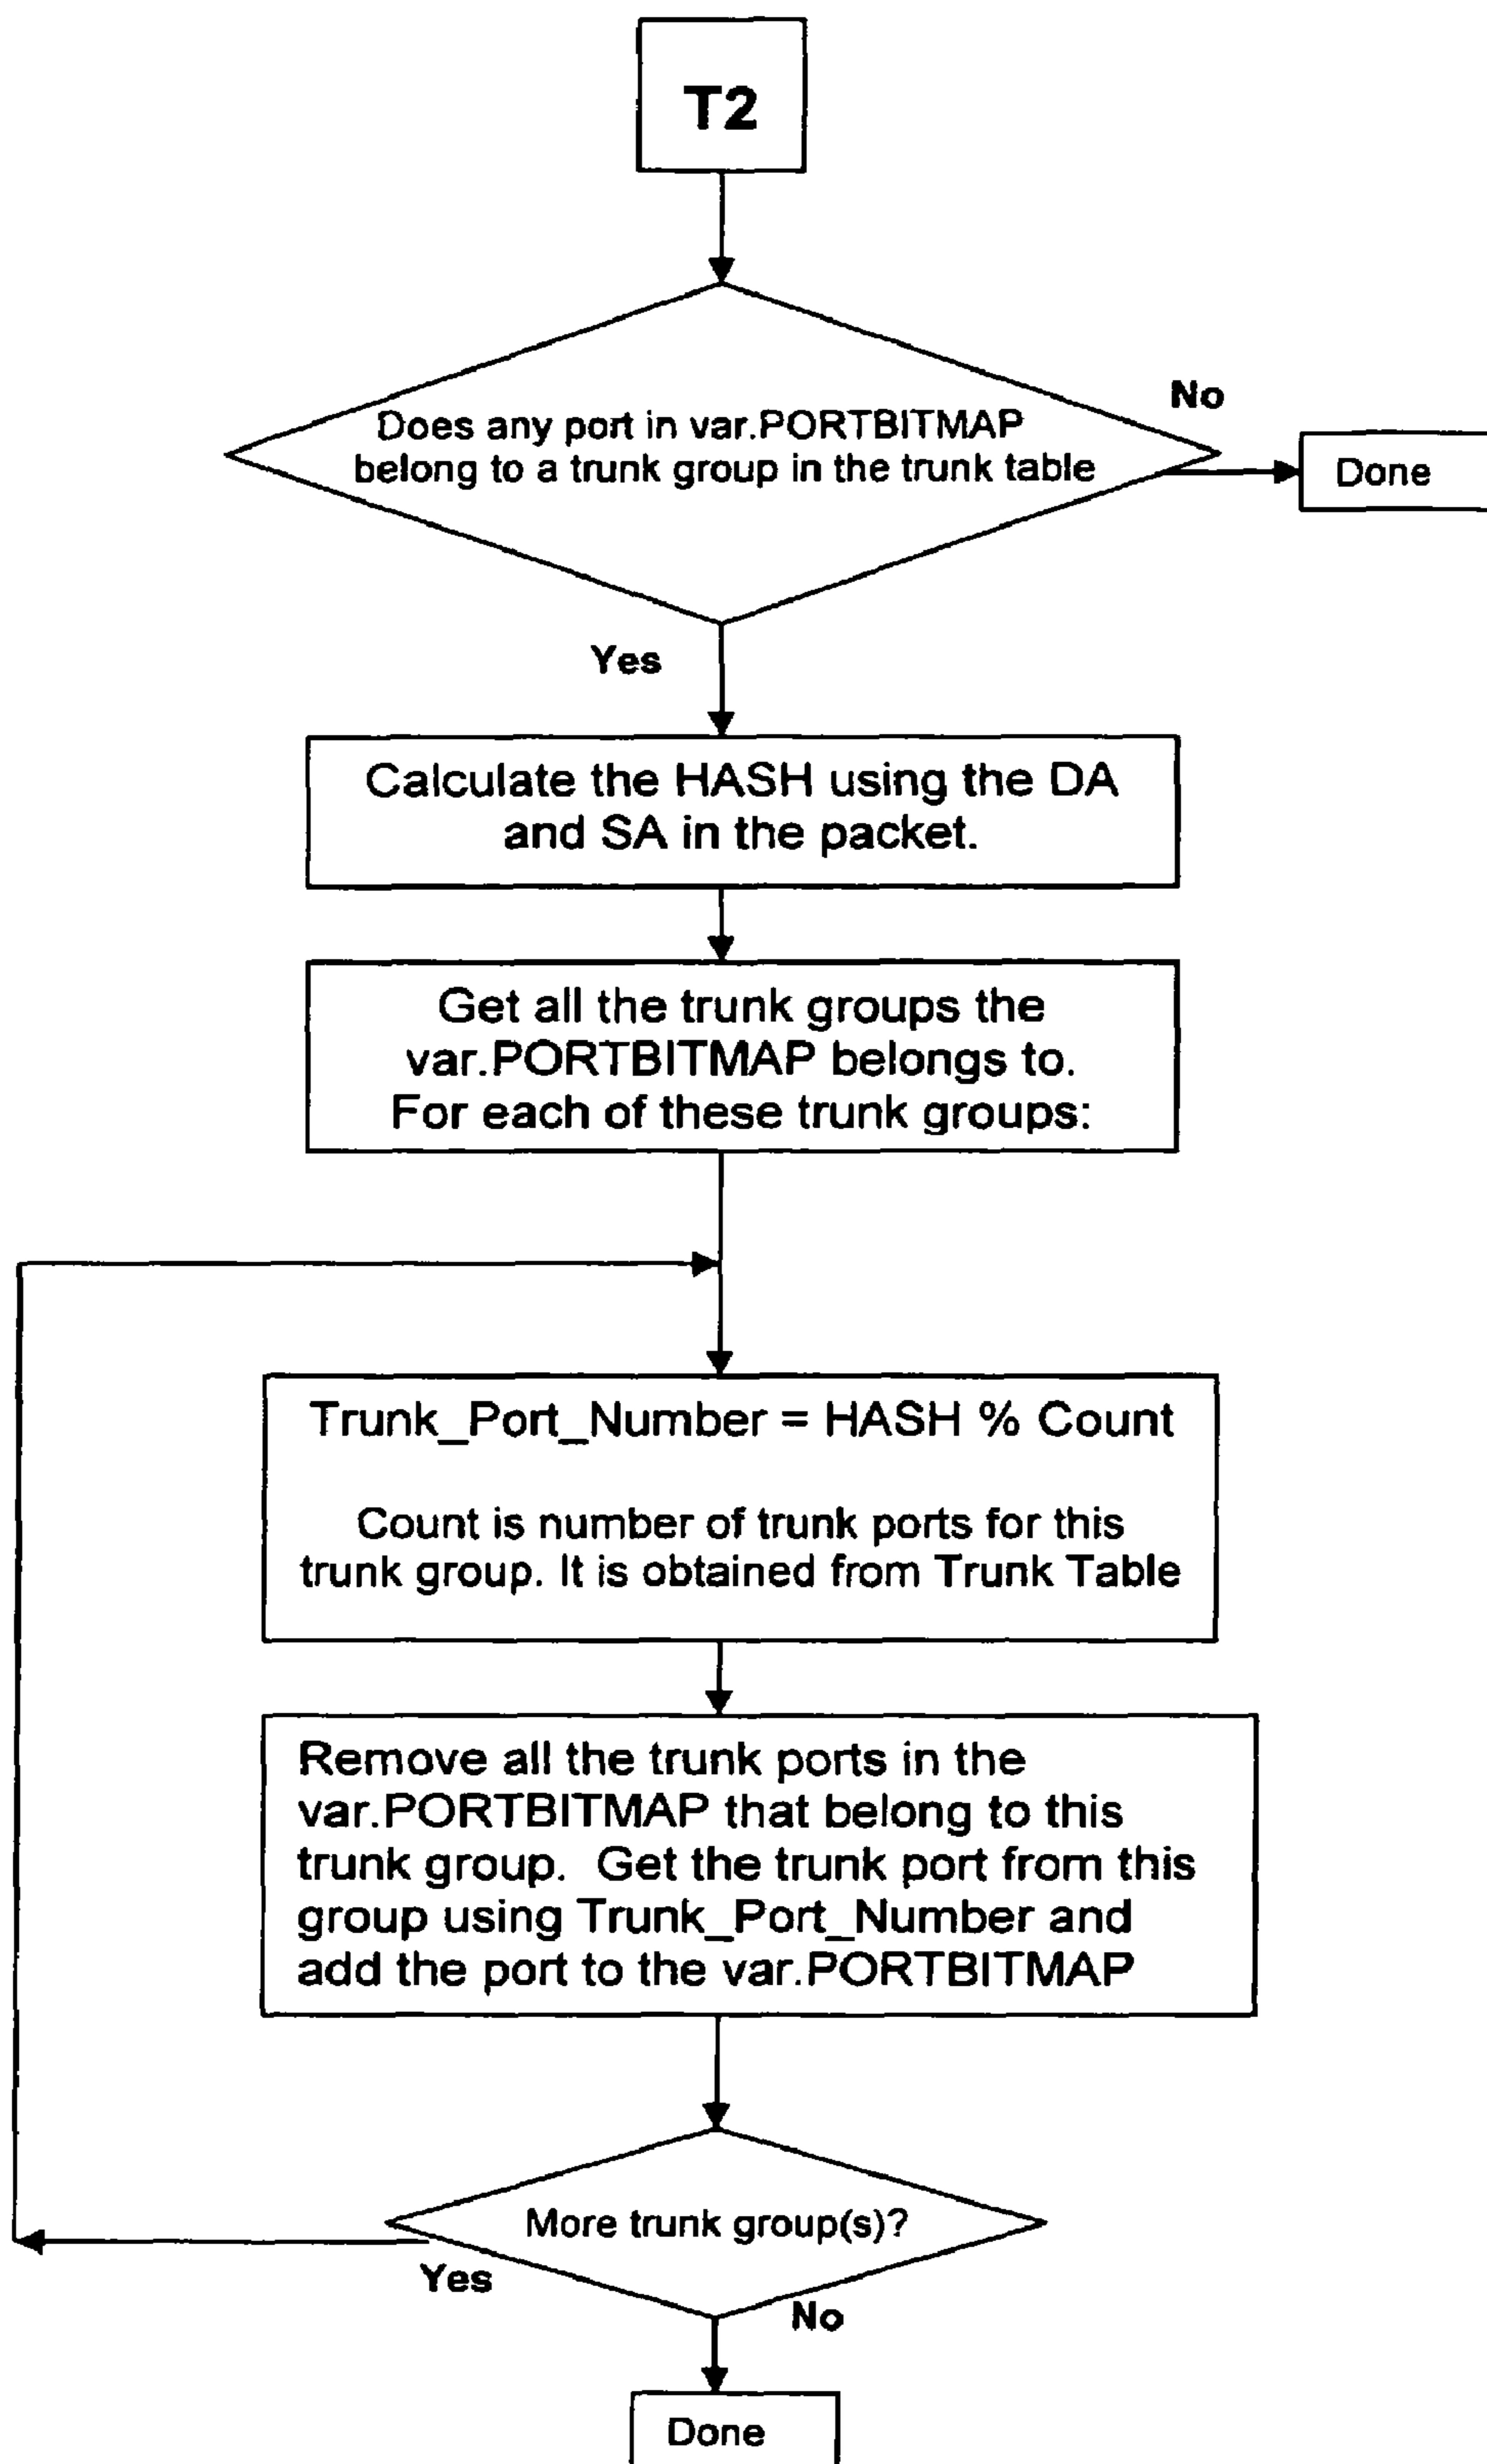 T2
Does any port in var.PORTBITMAP
belong to a trunk group in the trunk table
No
Done
Yes
Calculate the HASH using the DA
and SA in the packet.
Get all the trunk groups the
var.PORTBITMAP belongs to.
For each of these trunk groups:
Trunk_Port_Number = HASH % Count
Count is number of trunk ports for this
trunk group. It is obtained from Trunk Table
Remove all the trunk ports in the
var.PORTBITMAP that belong to this
trunk group. Get the trunk port from this
group using Trunk_Port_Number and
add the port to the var.PORTBITMAP
More trunk group(s)?
Yes
No
Done